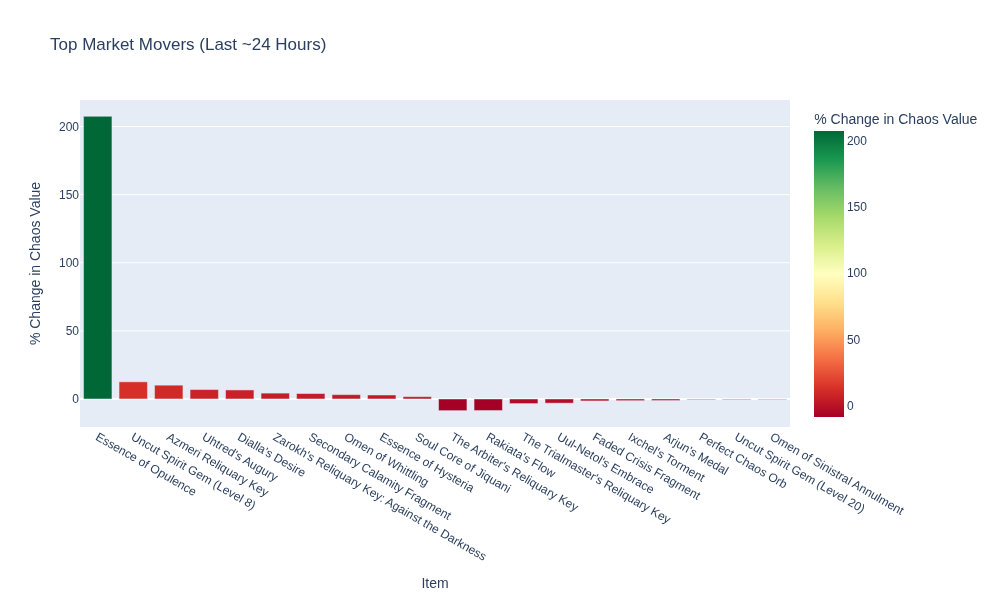 Top Market Movers (Last ~24 Hours)
% Change in Chaos Value
200
150
100
50
0
Essence of Opulence
Uncut Spirit Gem (Level 8)
Azmeri Reliquary Key
Uhtred's Augury
Dialla's Desire
Zarokh's Reliquary Key: Against the Darkness
Secondary Calamity Fragment
Omen of Whittling
Essence of Hysteria
Soul Core of Jiquani
The Arbiter's Reliquary Key
Rakiata's Flow
The Trialmaster's Reliquary Key
Uul-Netol's Embrace
Faded Crisis Fragment
Ixchel's Torment
Arjun's Medal
Perfect Chaos Orb
Uncut Spirit Gem (Level 20)
Omen of Sinistral Annulment
Item
% Change in Chaos Value
200
150
100
50
0